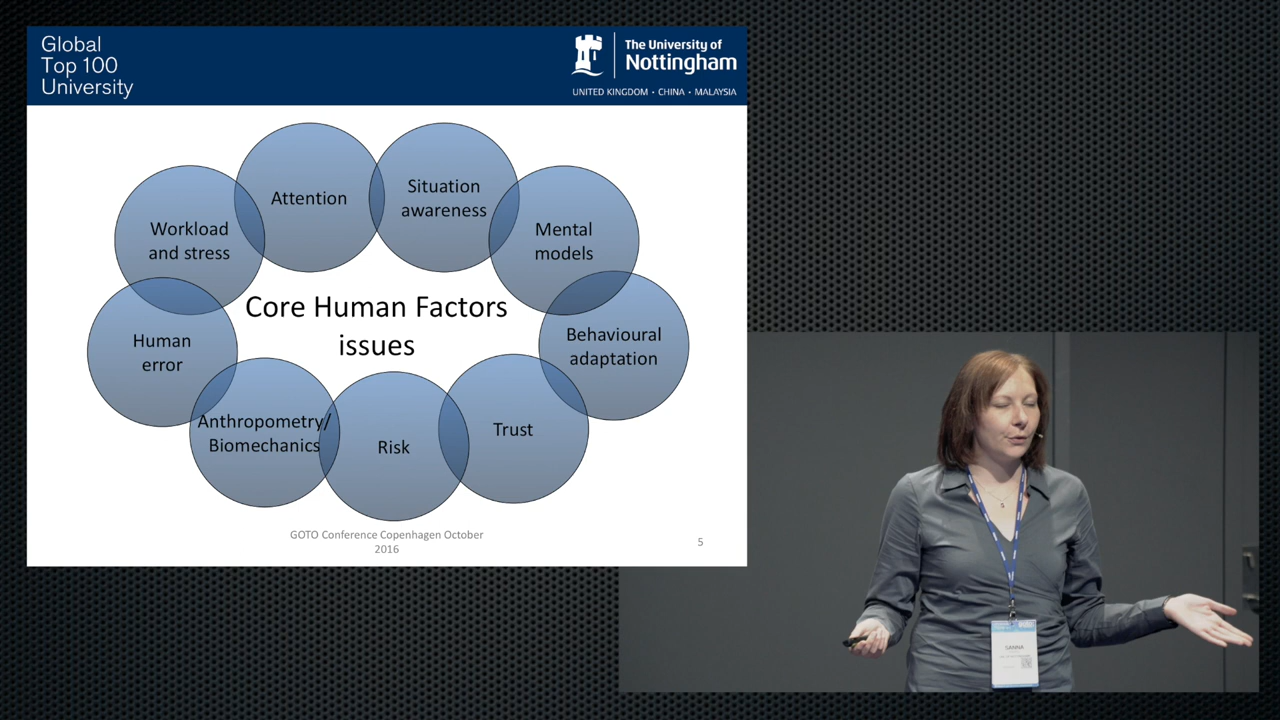 Global
Top 100
University
The University of
Nottingham
UNITED KINGDOM • CHINA • MALAYSIA
Attention
Situation
awareness
Workload
and stress
Mental
models
Core Human Factors
issues
Human
error
Behavioural
adaptation
Anthropometry/
Biomechanics
Risk
Trust
GOTO Conference Copenhagen October
2016
5
SANNA